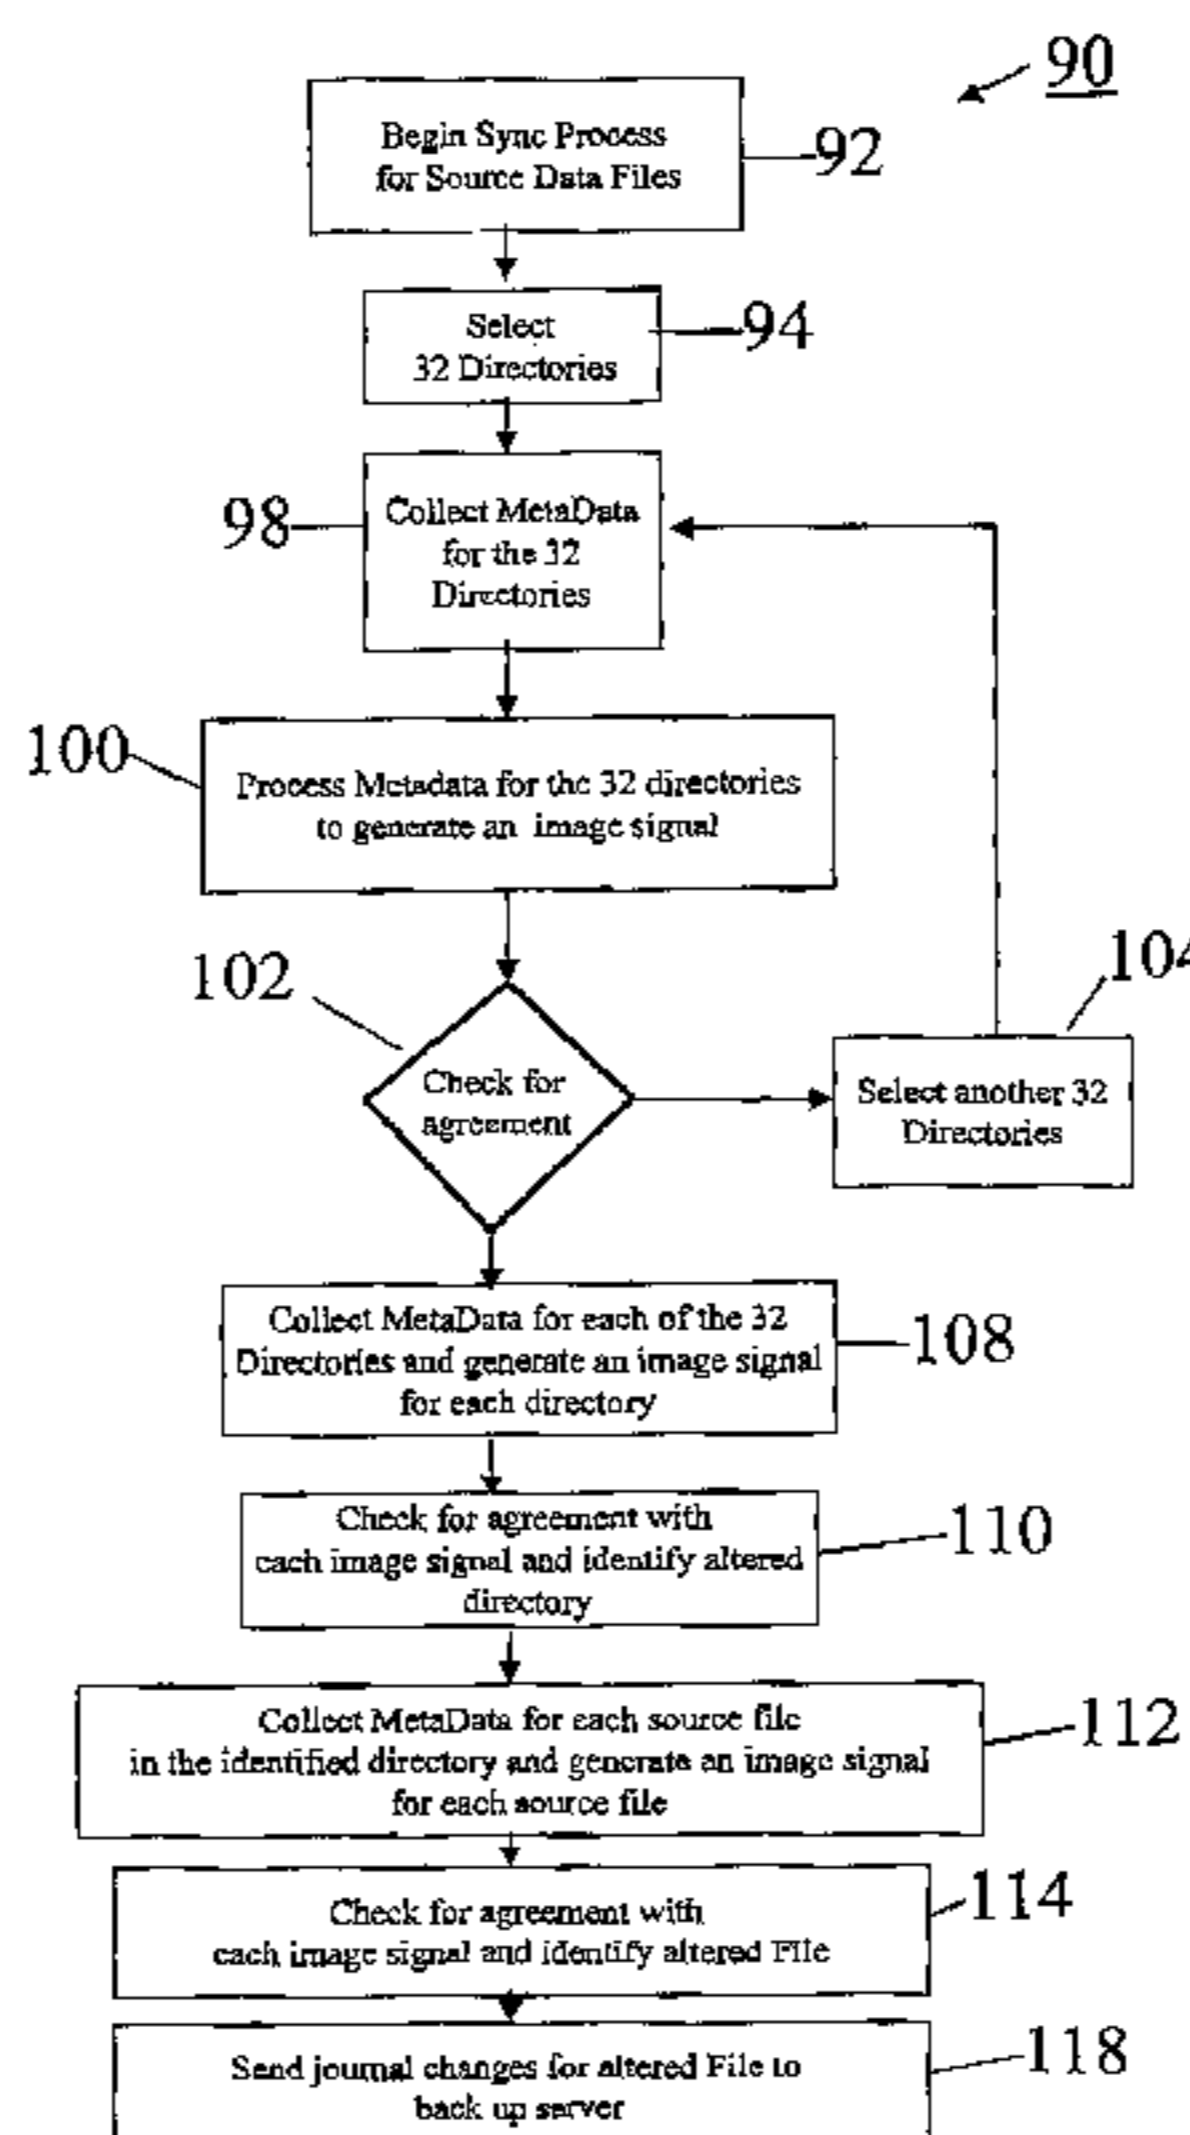 90
Begin Sync Process
for Source Data Files
92
Select
32 Directories
94
98
Collect MetaData
for the 32
Directories
100
Process Metadata for the 32 directories
to generate an image signal
102
Check for
agreement
104
Select another 32
Directories
Collect MetaData for each of the 32
Directories and generate an image signal
for each directory
108
Check for agreement with
each image signal and identify altered
directory
110
Collect MetaData for each source file
in the identified directory and generate an image signal
for each source file
112
Check for agreement with
each image signal and identify altered File
114
Send journal changes for altered File to
back up server
118